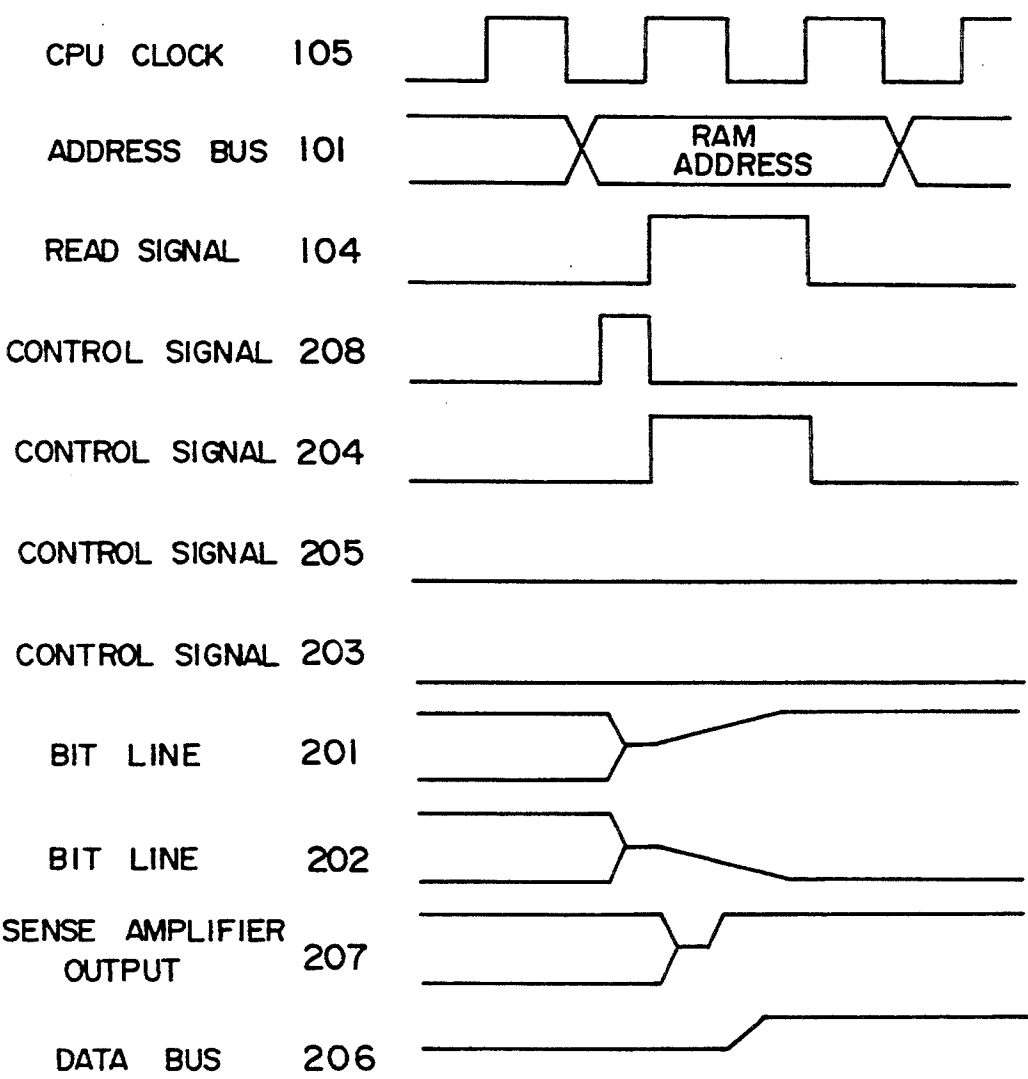 CPU CLOCK 105
ADDRESS BUS 101
RAM
ADDRESS
READ SIGNAL 104
CONTROL SIGNAL 208
CONTROL SIGNAL 204
CONTROL SIGNAL 205
CONTROL SIGNAL 203
BIT LINE 201
BIT LINE 202
SENSE AMPLIFIER
OUTPUT 207
DATA BUS 206